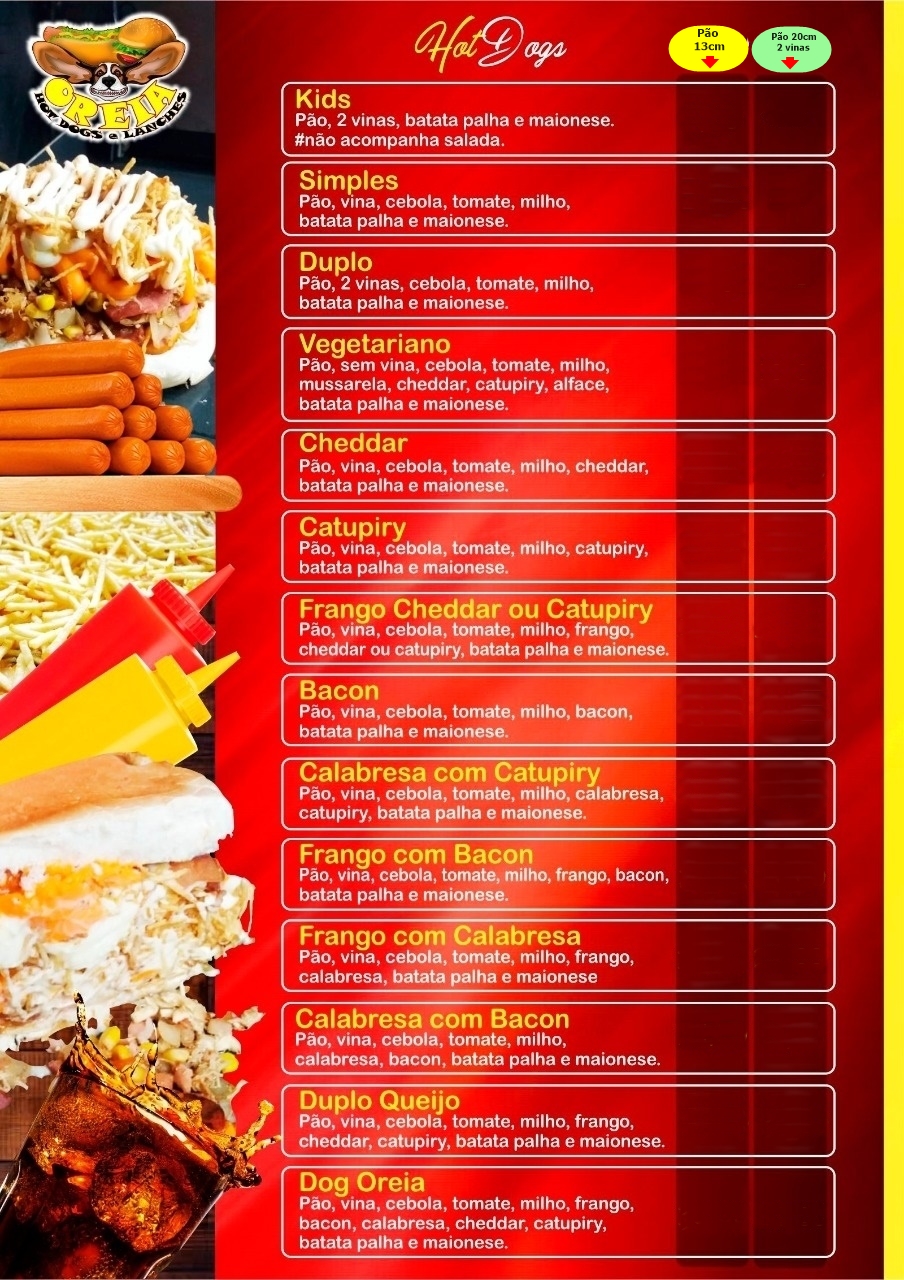 OREIA
HOT DOGS e LANCHES
Hot Dogs
Pão
13cm
Pão 20cm
2 vinas
Kids
Pão, 2 vinas, batata palha e maionese.
#não acompanha salada.
Simples
Pão, vina, cebola, tomate, milho,
batata palha e maionese.
Duplo
Pão, 2 vinas, cebola, tomate, milho,
batata palha e maionese.
Vegetariano
Pão, sem vina, cebola, tomate, milho,
mussarela, cheddar, catupiry, alface,
batata palha e maionese.
Cheddar
Pão, vina, cebola, tomate, milho, cheddar,
batata palha e maionese.
Catupiry
Pão, vina, cebola, tomate, milho, catupiry,
batata palha e maionese.
Frango Cheddar ou Catupiry
Pão, vina, cebola, tomate, milho, frango,
cheddar ou catupiry, batata palha e maionese.
Bacon
Pão, vina, cebola, tomate, milho, bacon,
batata palha e maionese.
Calabresa com Catupiry
Pão, vina, cebola, tomate, milho, calabresa,
catupiry, batata palha e maionese.
Frango com Bacon
Pão, vina, cebola, tomate, milho, frango, bacon,
batata palha e maionese.
Frango com Calabresa
Pão, vina, cebola, tomate, milho, frango,
calabresa, batata palha e maionese
Calabresa com Bacon
Pão, vina, cebola, tomate, milho,
calabresa, bacon, batata palha e maionese.
Duplo Queijo
Pão, vina, cebola, tomate, milho, frango,
cheddar, catupiry, batata palha e maionese.
Dog Oreia
Pão, vina, cebola, tomate, milho, frango,
bacon, calabresa, cheddar, catupiry,
batata palha e maionese.